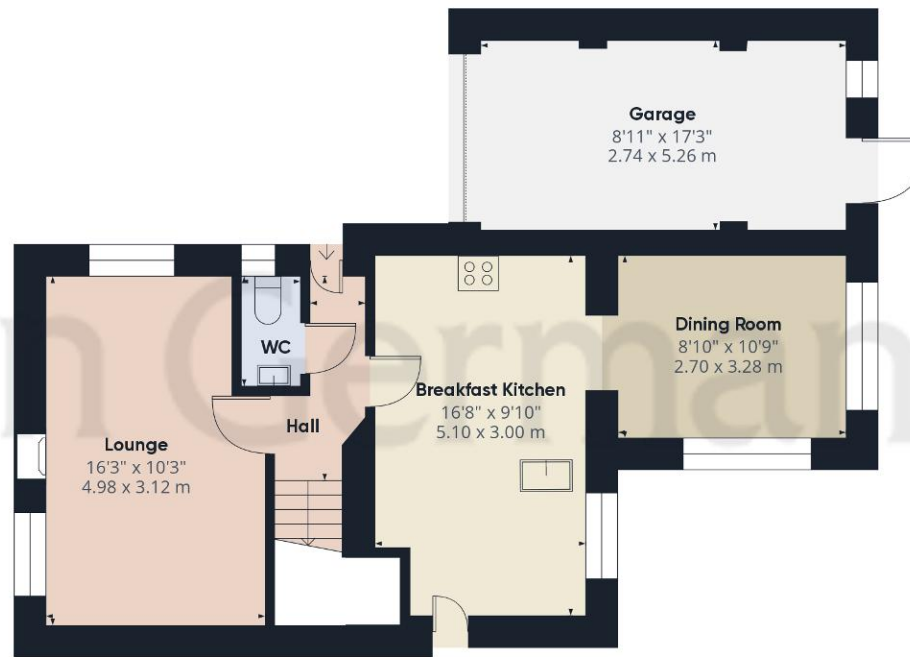 Garage
8'11" x 17'3"
2.74 x 5.26 m
Dining Room
8'10" x 10'9"
2.70 x 3.28 m
WC
Breakfast Kitchen
16'8" x 9'10"
5.10 x 3.00 m
Hall
Lounge
16'3" x 10'3"
4.98 x 3.12 m
n German